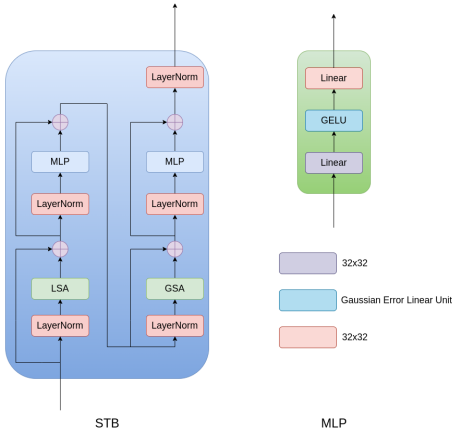 LayerNorm
MLP
LayerNorm
LSA
LayerNorm
MLP
LayerNorm
GSA
LayerNorm
STB
Linear
GELU
Linear
32x32
Gaussian Error Linear Unit
32x32
MLP